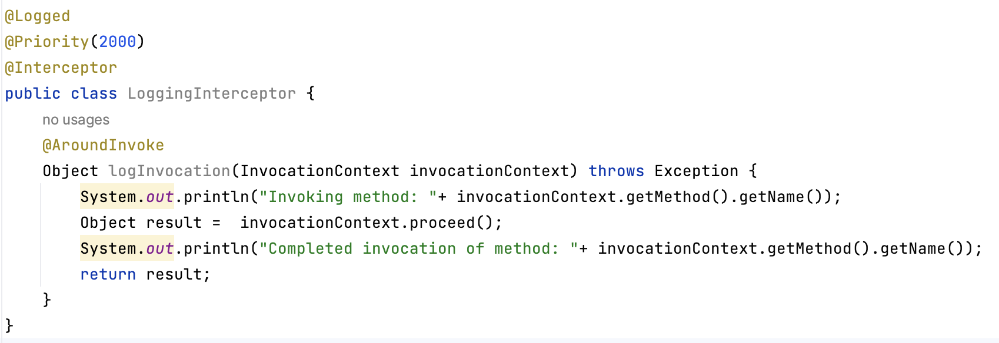 @Logged
@Priority(2000)
@Interceptor
public class LoggingInterceptor {
no usages
@AroundInvoke
Object logInvocation(InvocationContext invocationContext) throws Exception {
System.out.println("Invoking method: "+ invocationContext.getMethod().getName());
Object result =  invocationContext.proceed();
System.out.println("Completed invocation of method: "+ invocationContext.getMethod().getName());
return result;
}
}